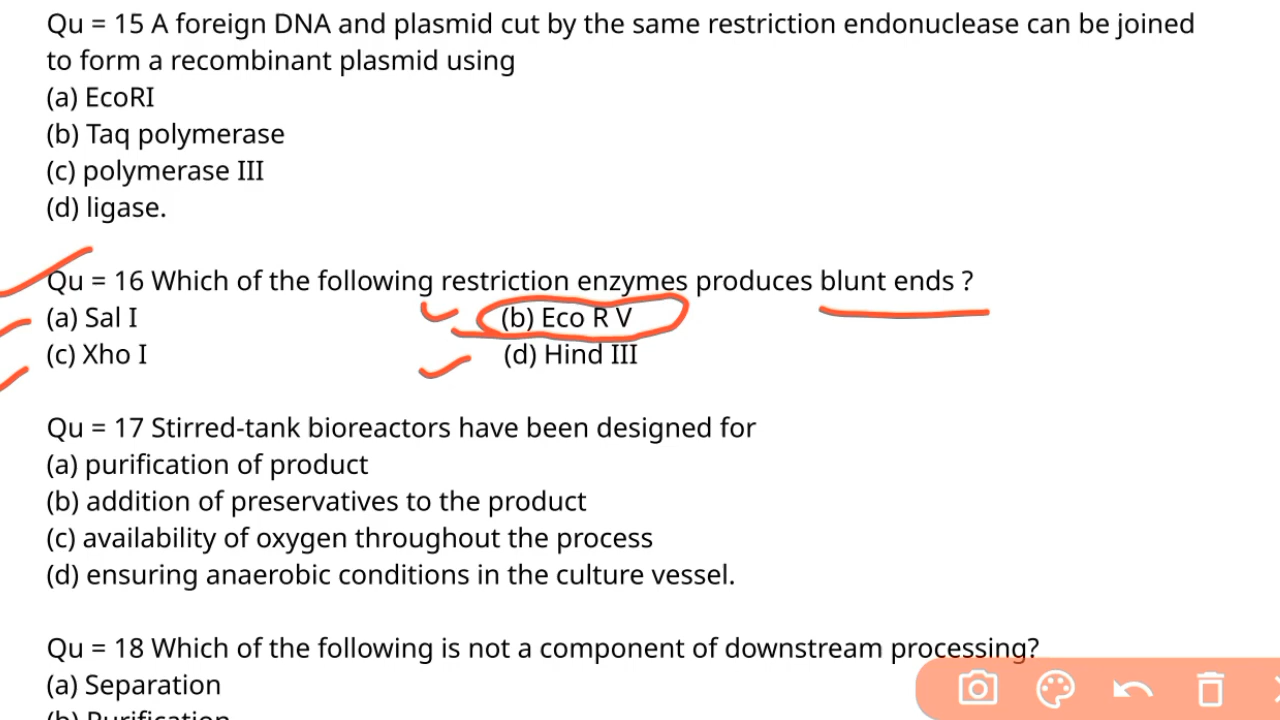 Qu = 15 A foreign DNA and plasmid cut by the same restriction endonuclease can be joined
to form a recombinant plasmid using
(a) EcoRI
(b) Taq polymerase
(c) polymerase III
(d) ligase.
Qu = 16 Which of the following restriction enzymes produces blunt ends ?
(a) Sal I (b) Eco R V
(c) Xho I (d) Hind III
Qu = 17 Stirred-tank bioreactors have been designed for
(a) purification of product
(b) addition of preservatives to the product
(c) availability of oxygen throughout the process
(d) ensuring anaerobic conditions in the culture vessel.
Qu = 18 Which of the following is not a component of downstream processing?
(a) Separation
(b) Purification